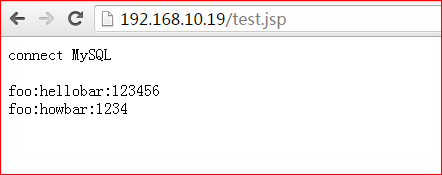 192.168.10.19/test.jsp
connect MySQL
foo:hellobar:123456
foo:howbar:1234